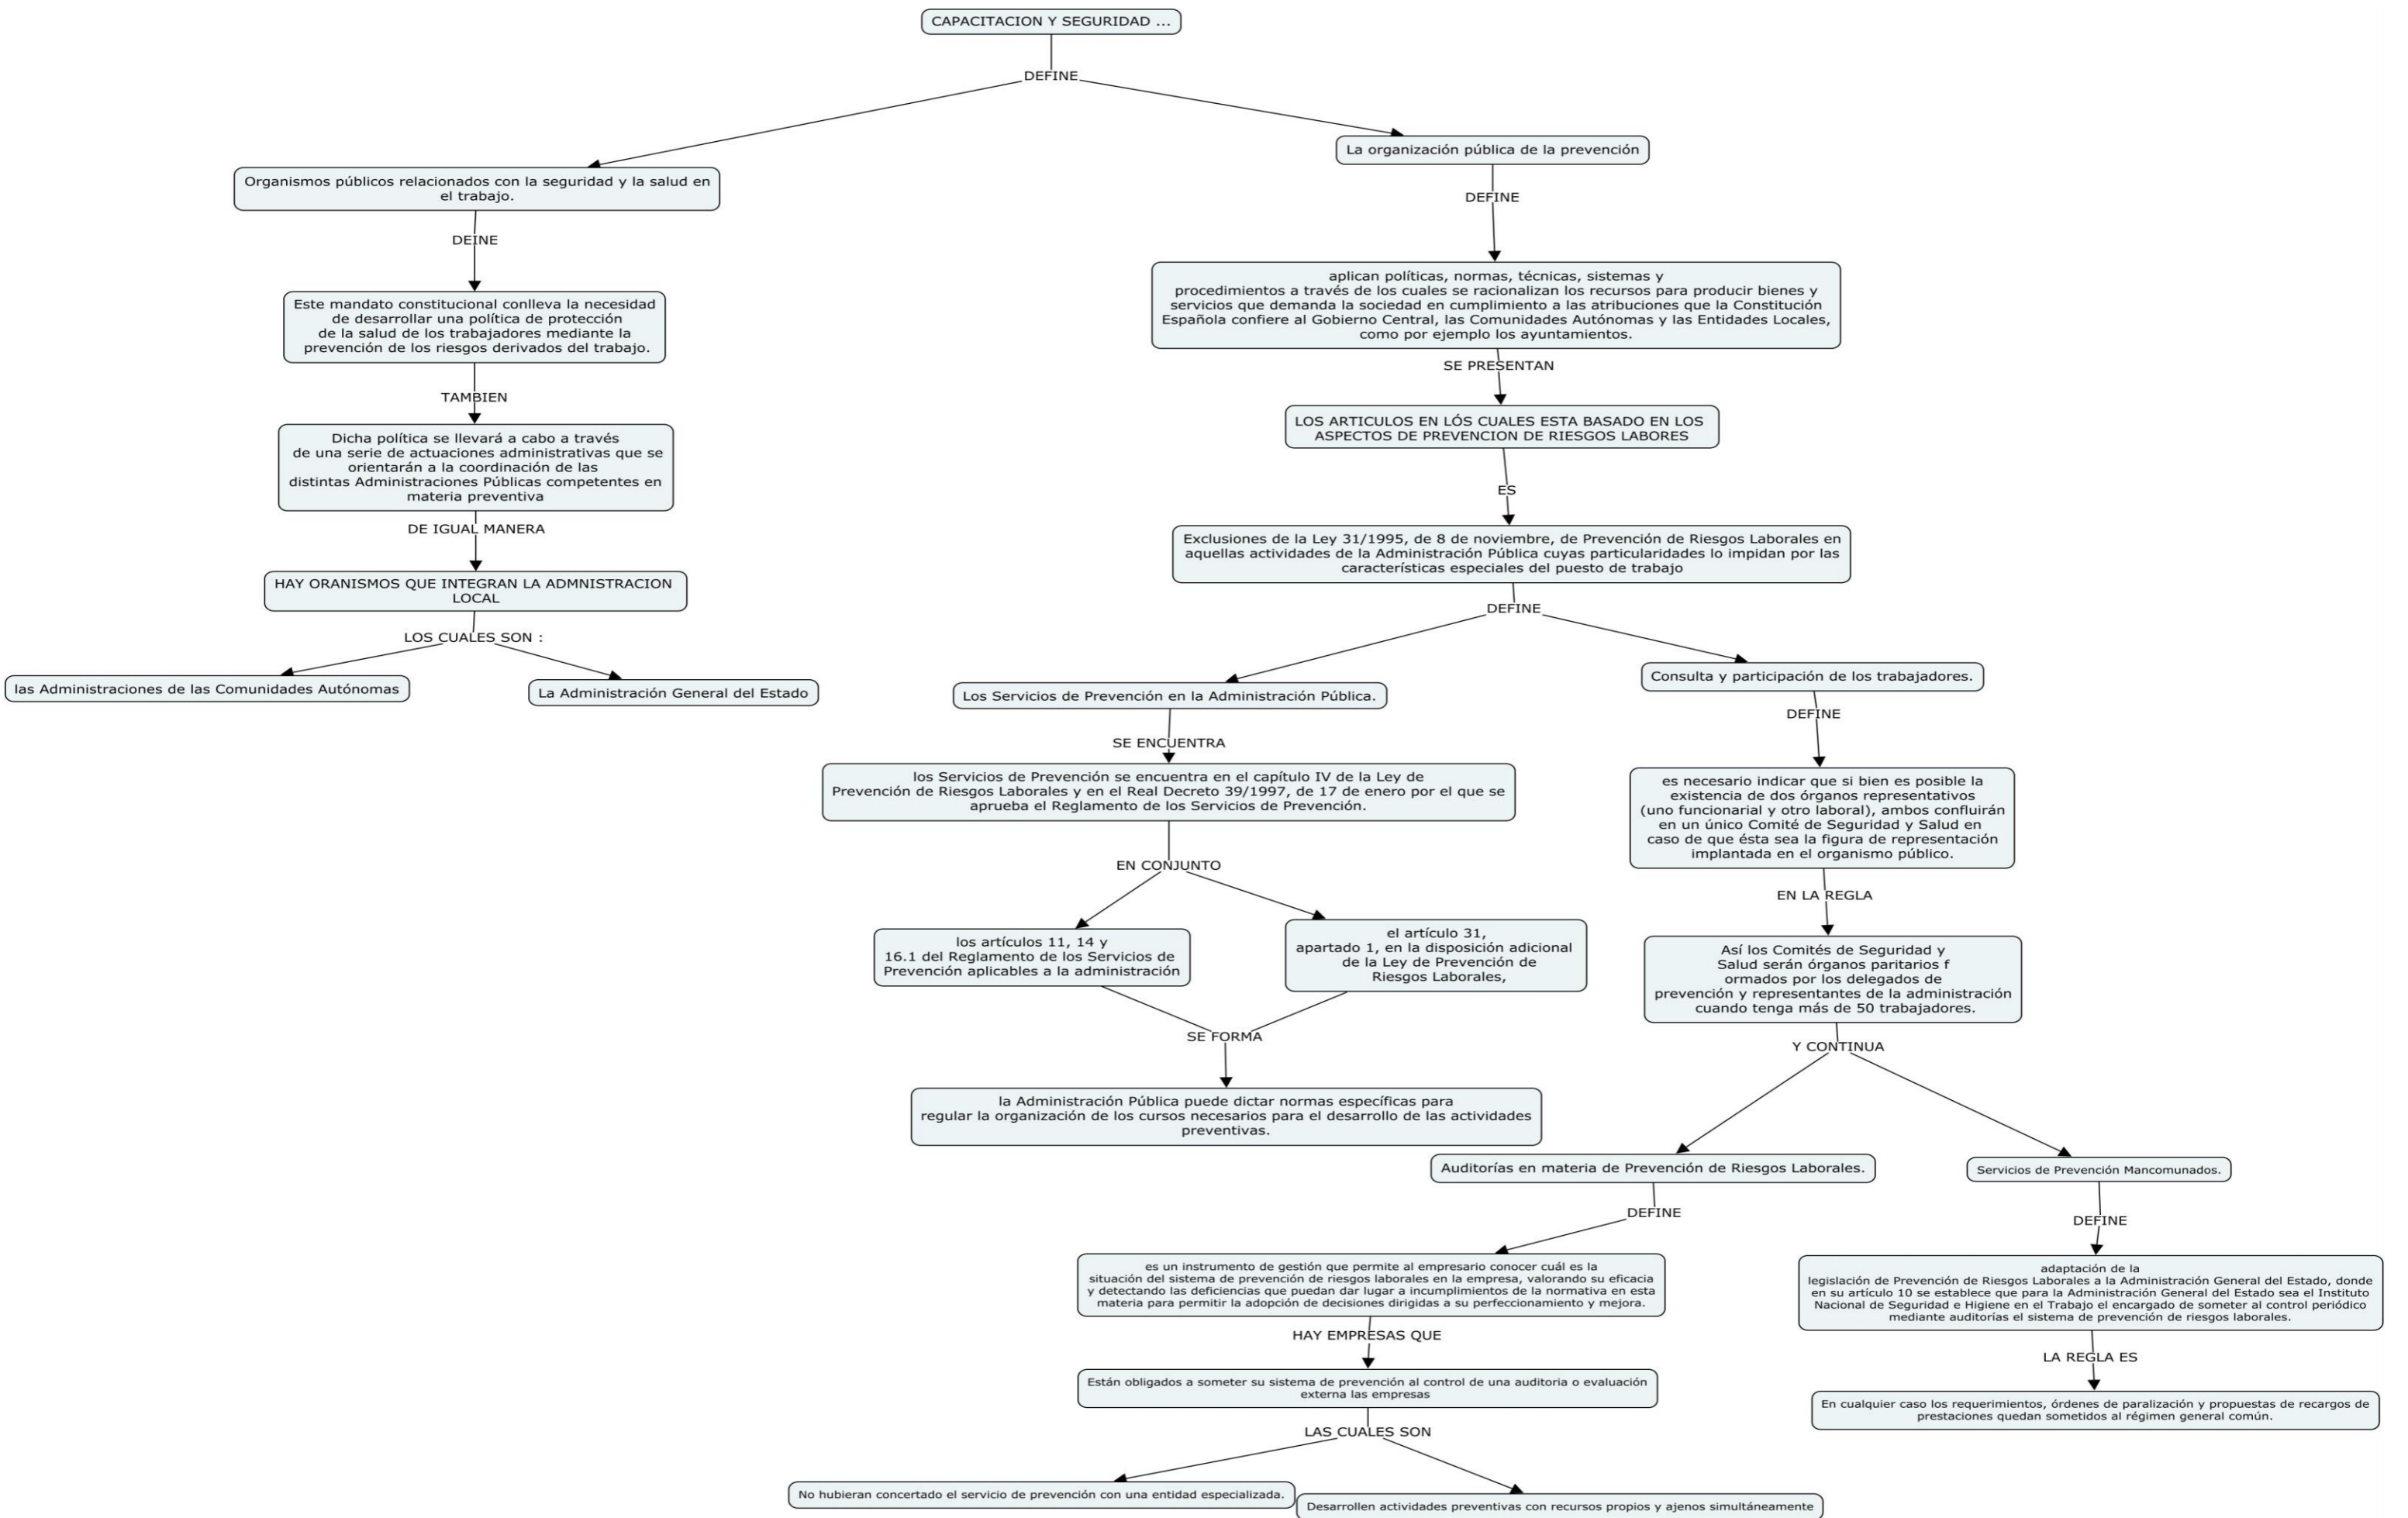 CAPACITACION Y SEGURIDAD ...
DEFINE
Organismos públicos relacionados con la seguridad y la salud en
el trabajo.
DEINE
Este mandato constitucional conlleva la necesidad
de desarrollar una política de protección
de la salud de los trabajadores mediante la
prevención de los riesgos derivados del trabajo.
TAMBIEN
Dicha política se llevará a cabo a través
de una serie de actuaciones administrativas que se
orientarán a la coordinación de las
distintas Administraciones Públicas competentes en
materia preventiva
DE IGUAL MANERA
HAY ORANISMOS QUE INTEGRAN LA ADMNISTRACION
LOCAL
LOS CUALES SON :
las Administraciones de las Comunidades Autónomas
La Administración General del Estado
La organización pública de la prevención
DEFINE
aplican políticas, normas, técnicas, sistemas y
procedimientos a través de los cuales se racionalizan los recursos para producir bienes y
servicios que demanda la sociedad en cumplimiento a las atribuciones que la Constitución
Española confiere al Gobierno Central, las Comunidades Autónomas y las Entidades Locales,
como por ejemplo los ayuntamientos.
SE PRESENTAN
LOS ARTICULOS EN LÓS CUALES ESTA BASADO EN LOS
ASPECTOS DE PREVENCION DE RIESGOS LABORES
ES
Exclusiones de la Ley 31/1995, de 8 de noviembre, de Prevención de Riesgos Laborales en
aquellas actividades de la Administración Pública cuyas particularidades lo impidan por las
características especiales del puesto de trabajo
DEFINE
Los Servicios de Prevención en la Administración Pública.
SE ENCUENTRA
los Servicios de Prevención se encuentra en el capítulo IV de la Ley de
Prevención de Riesgos Laborales y en el Real Decreto 39/1997, de 17 de enero por el que se
aprueba el Reglamento de los Servicios de Prevención.
EN CONJUNTO
los artículos 11, 14 y
16.1 del Reglamento de los Servicios de
Prevención aplicables a la administración
el artículo 31,
apartado 1, en la disposición adicional
de la Ley de Prevención de
Riesgos Laborales,
SE FORMA
la Administración Pública puede dictar normas específicas para
regular la organización de los cursos necesarios para el desarrollo de las actividades
preventivas.
Consulta y participación de los trabajadores.
DEFINE
es necesario indicar que si bien es posible la
existencia de dos órganos representativos
(uno funcionarial y otro laboral), ambos confluirán
en un único Comité de Seguridad y Salud en
caso de que ésta sea la figura de representación
implantada en el organismo público.
EN LA REGLA
Así los Comités de Seguridad y
Salud serán órganos paritarios f
ormados por los delegados de
prevención y representantes de la administración
cuando tenga más de 50 trabajadores.
Y CONTINUA
Auditorías en materia de Prevención de Riesgos Laborales.
DEFINE
es un instrumento de gestión que permite al empresario conocer cuál es la
situación del sistema de prevención de riesgos laborales en la empresa, valorando su eficacia
y detectando las deficiencias que puedan dar lugar a incumplimientos de la normativa en esta
materia para permitir la adopción de decisiones dirigidas a su perfeccionamiento y mejora.
HAY EMPRESAS QUE
Están obligados a someter su sistema de prevención al control de una auditoria o evaluación
externa las empresas
LAS CUALES SON
No hubieran concertado el servicio de prevención con una entidad especializada.
Desarrollen actividades preventivas con recursos propios y ajenos simultáneamente
Servicios de Prevención Mancomunados.
DEFINE
adaptación de la
legislación de Prevención de Riesgos Laborales a la Administración General del Estado, donde
en su artículo 10 se establece que para la Administración General del Estado sea el Instituto
Nacional de Seguridad e Higiene en el Trabajo el encargado de someter al control periódico
mediante auditorías el sistema de prevención de riesgos laborales.
LA REGLA ES
En cualquier caso los requerimientos, órdenes de paralización y propuestas de recargos de
prestaciones quedan sometidos al régimen general común.